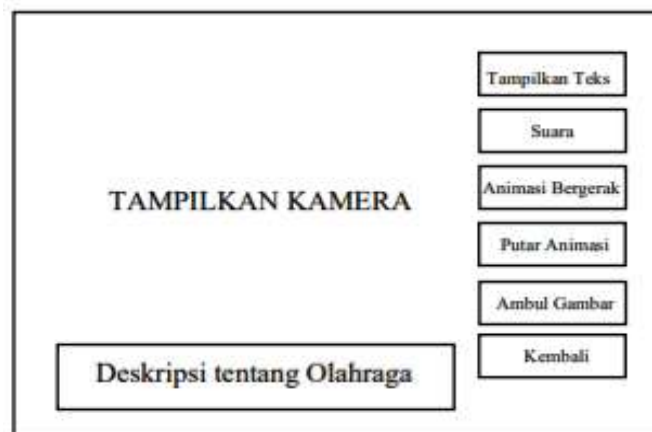 TAMPILKAN KAMERA
Deskripsi tentang Olahraga
Tampilkan Teks
Suara
Animasi Bergerak
Putar Animasi
Ambul Gambar
Kembali